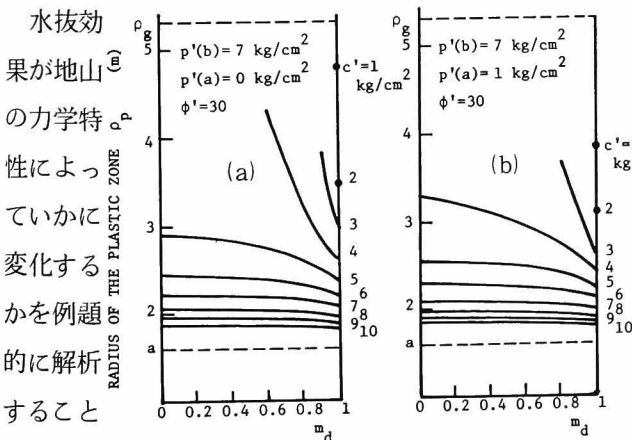 水抜効
果が地山
の力学特
性によっ
ていかに
変化する
かを例題
的に解析
すること
RADIUS OF THE PLASTIC ZONE ρp (m)
ρg
5
4
3
2
a
p'(b)= 7 kg/cm²
p'(a)= 0 kg/cm²
φ'=30
c'=1
kg/cm²
(a)
2
3
4
5
6
7
8
9 10
0 0.2 0.4 0.6 0.8 1
md
ρg
5
4
3
2
a
p'(b)= 7 kg/cm²
p'(a)= 1 kg/cm²
φ'=30
c'=
kg
(b)
2
3
4
5
6
7
8
9 10
0 0.2 0.4 0.6 0.8 1
md